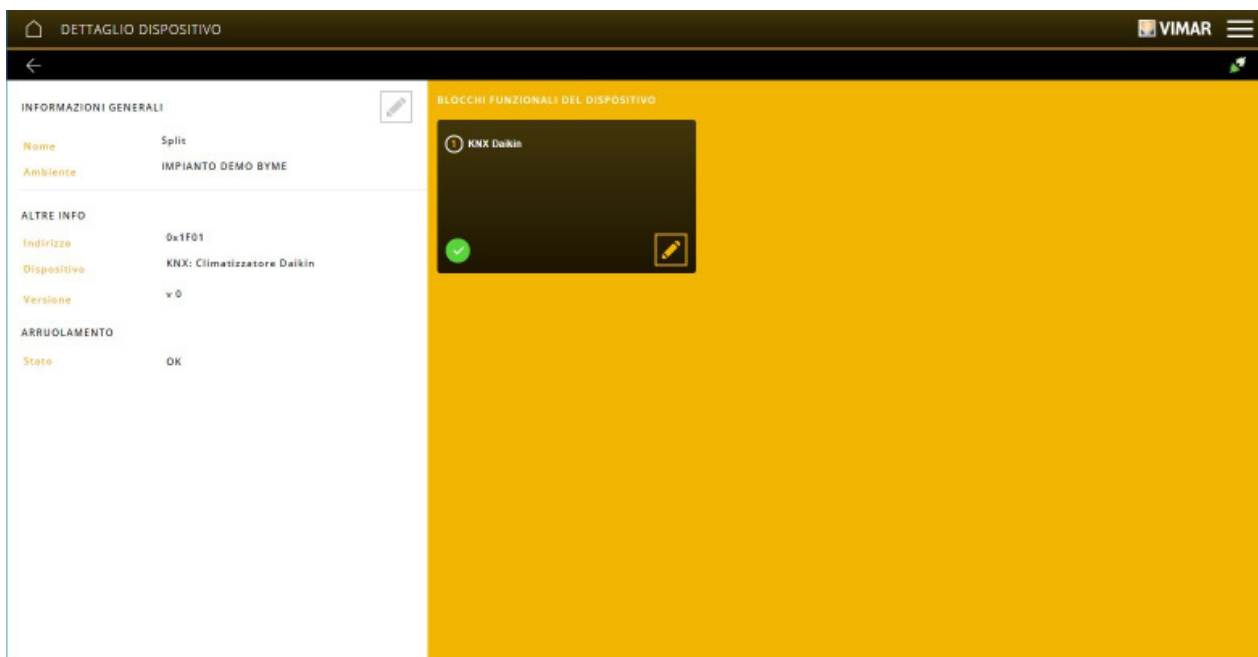 DETTAGLIO DISPOSITIVO
VIMAR
INFORMAZIONI GENERALI
Nome Split
Ambiente IMPIANTO DEMO BYME
ALTRE INFO
Indirizzo 0x1F01
Dispositivo KNX: Climatizzatore Daikin
Versione v 0
ARRUOLAMENTO
Stato OK
BLOCCHI FUNZIONALI DEL DISPOSITIVO
1 KNX Daikin